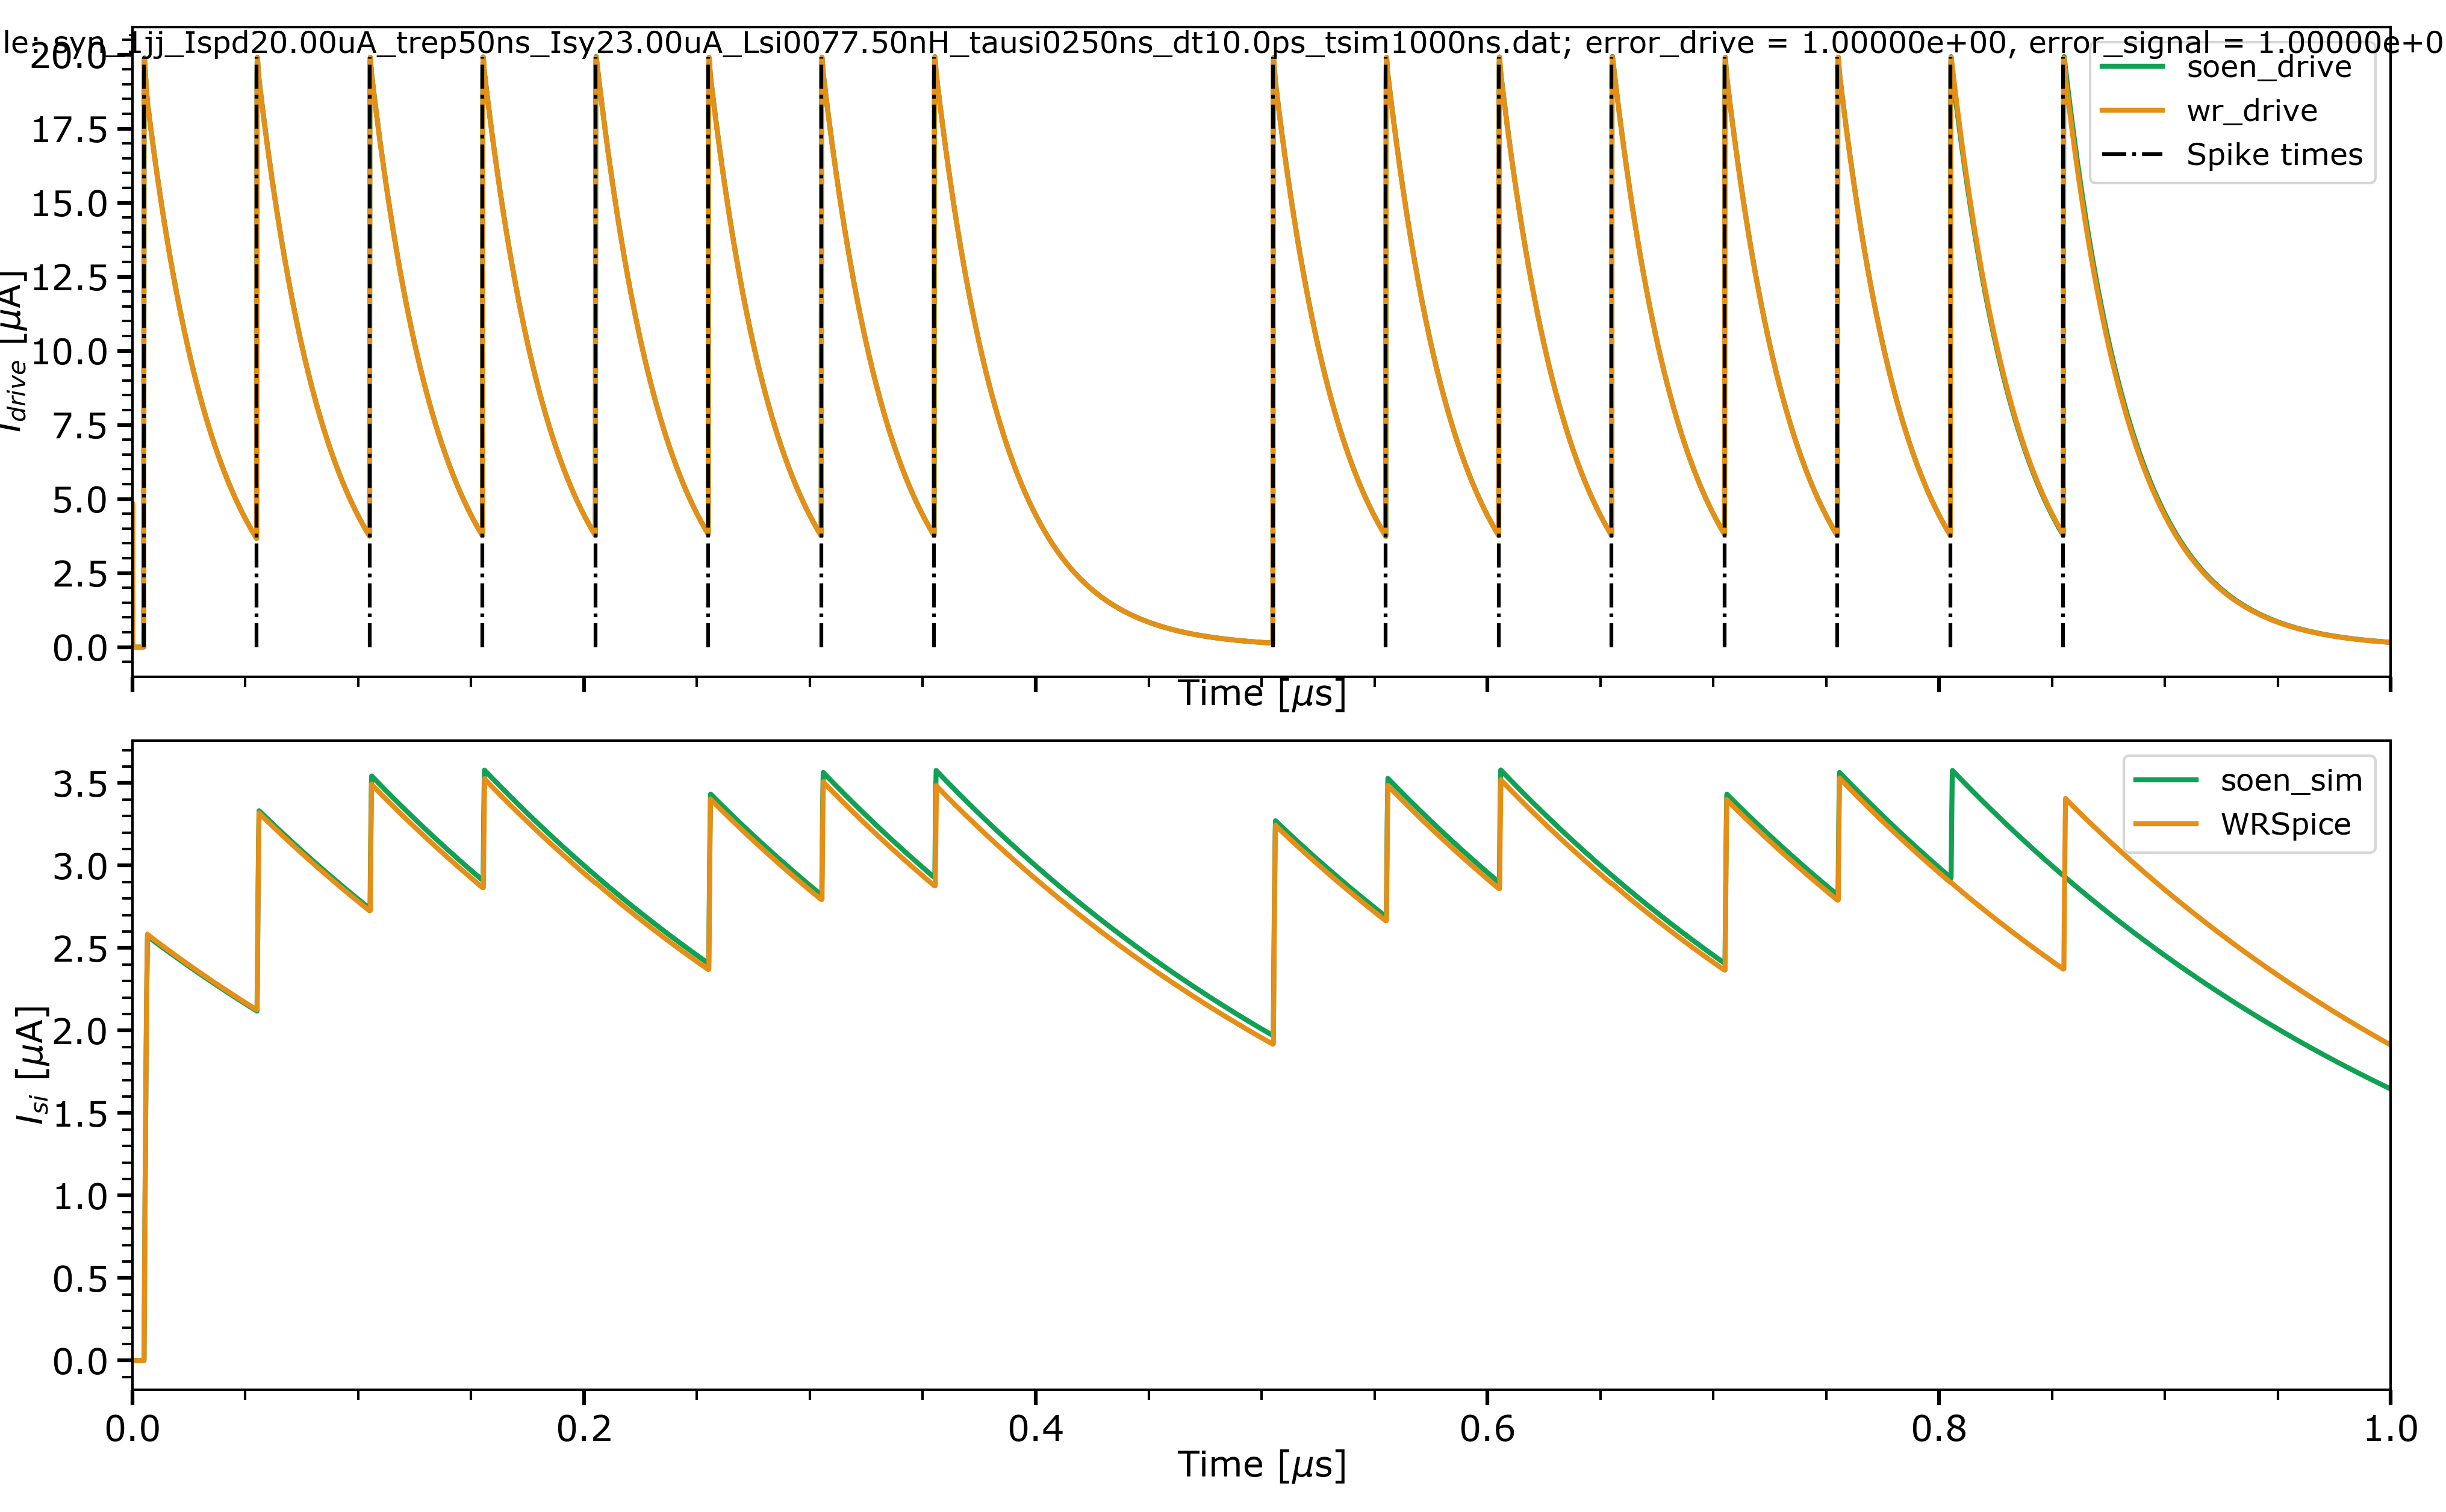 le: syn_1jj_Ispd20.00uA_trep50ns_Isy23.00uA_Lsi0077.50nH_tausi0250ns_dt10.0ps_tsim1000ns.dat; error_drive = 1.00000e+00, error_signal = 1.00000e+0
20.0
17.5
15.0
12.5
10.0
7.5
5.0
2.5
0.0
I_drive [μA]
soen_drive
wr_drive
Spike times
Time [μs]
3.5
3.0
2.5
2.0
1.5
1.0
0.5
0.0
I_si [μA]
soen_sim
WRSpice
0.0 0.2 0.4 0.6 0.8 1.0
Time [μs]